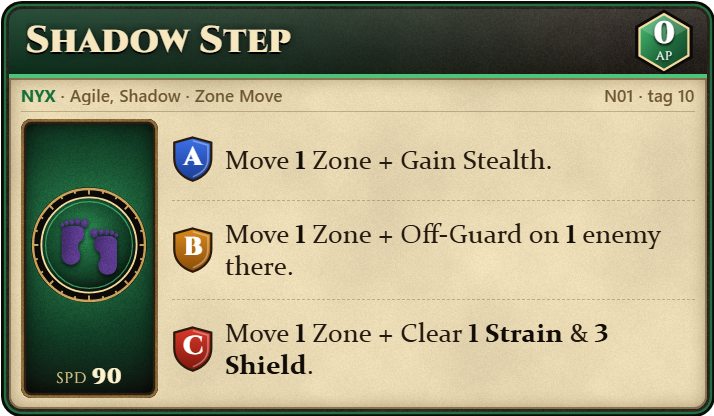 Shadow Step
0
AP
NYX · Agile, Shadow · Zone Move
N01 · tag 10
A
Move 1 Zone + Gain Stealth.
B
Move 1 Zone + Off-Guard on 1 enemy
there.
C
Move 1 Zone + Clear 1 Strain & 3
Shield.
SPD 90